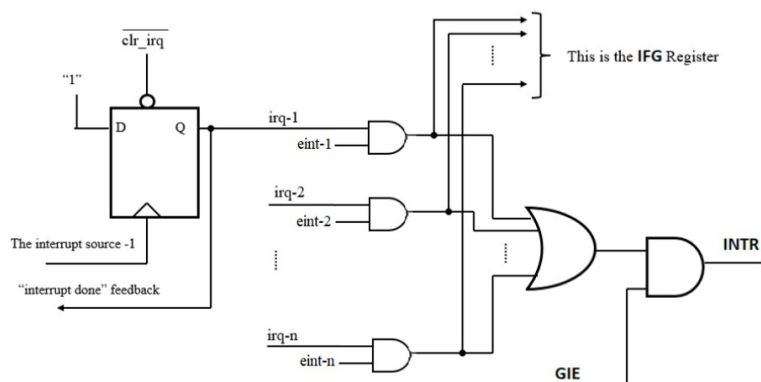 clr_irq
This is the IFG Register
“1”
D
Q
irq-1
eint-1
irq-2
eint-2
The interrupt source -1
INTR
“interrupt done” feedback
irq-n
eint-n
GIE